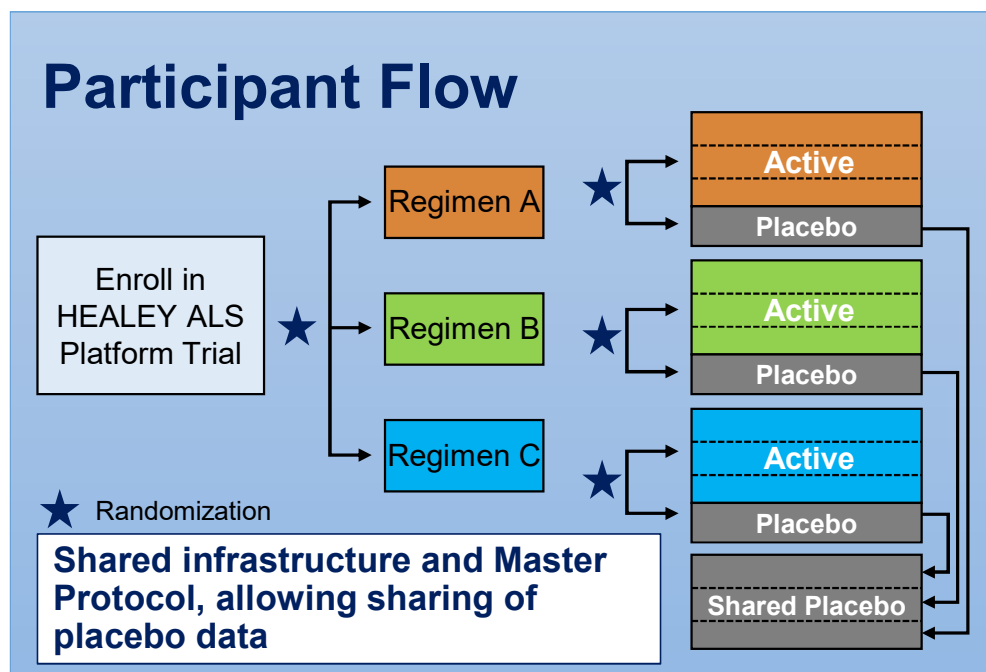 Participant Flow
Enroll in
HEALEY ALS
Platform Trial
Regimen A
Active
Placebo
Regimen B
Active
Placebo
Regimen C
Active
Placebo
Shared Placebo
Randomization
Shared infrastructure and Master
Protocol, allowing sharing of
placebo data